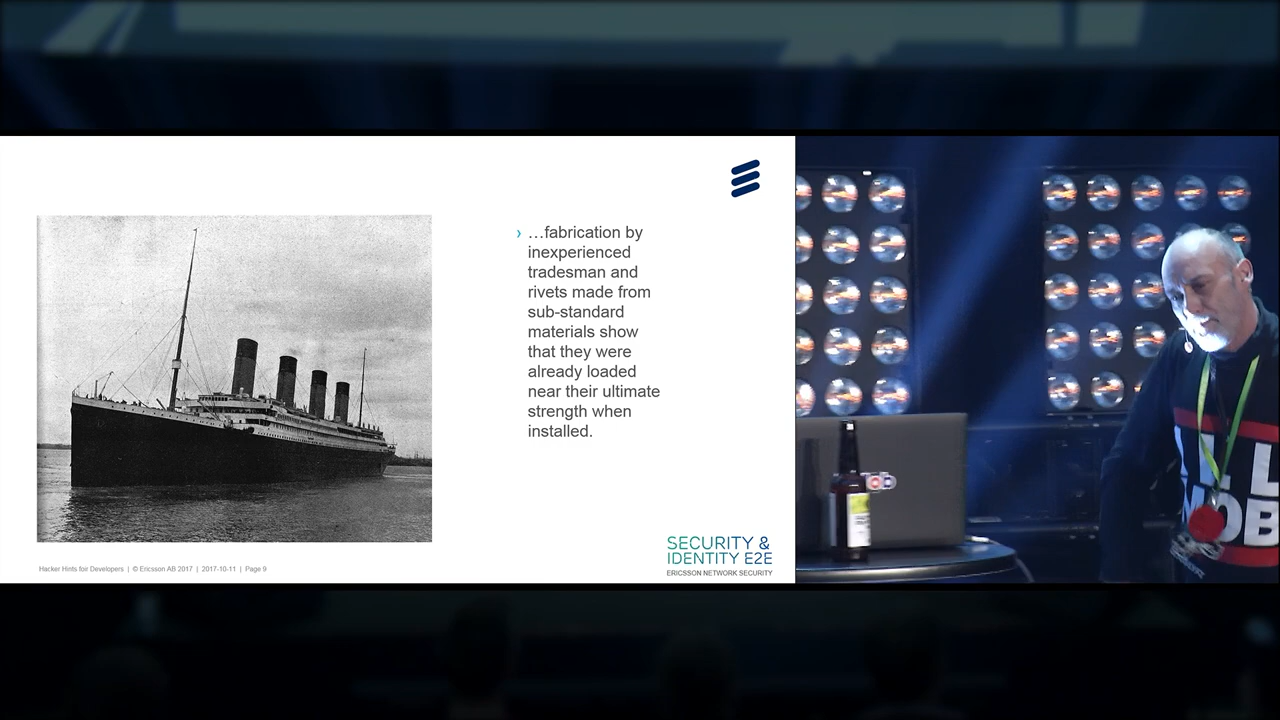 › …fabrication by
inexperienced
tradesman and
rivets made from
sub-standard
materials show
that they were
already loaded
near their ultimate
strength when
installed.
SECURITY &
IDENTITY E2E
ERICSSON NETWORK SECURITY
Hacker Hints foir Developers | © Ericsson AB 2017 | 2017-10-11 | Page 9